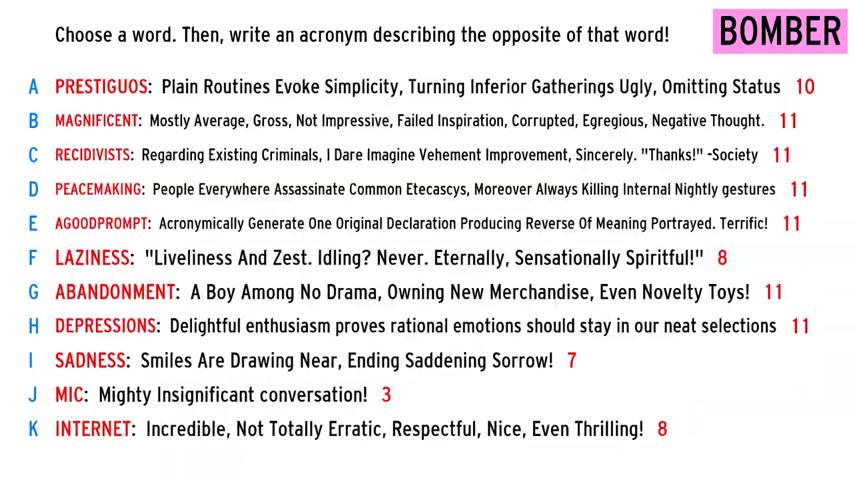 Choose a word. Then, write an acronym describing the opposite of that word!
BOMBER
A PRESTIGUOS: Plain Routines Evoke Simplicity, Turning Inferior Gatherings Ugly, Omitting Status 10
B MAGNIFICENT: Mostly Average, Gross, Not Impressive, Failed Inspiration, Corrupted, Egregious, Negative Thought. 11
C RECIDIVISTS: Regarding Existing Criminals, I Dare Imagine Vehement Improvement, Sincerely. "Thanks!" -Society 11
D PEACEMAKING: People Everywhere Assassinate Common Etecascys, Moreover Always Killing Internal Nightly gestures 11
E AGOODPROMPT: Acronymically Generate One Original Declaration Producing Reverse Of Meaning Portrayed. Terrific! 11
F LAZINESS: "Liveliness And Zest. Idling? Never. Eternally, Sensationally Spiritful!" 8
G ABANDONMENT: A Boy Among No Drama, Owning New Merchandise, Even Novelty Toys! 11
H DEPRESSIONS: Delightful enthusiasm proves rational emotions should stay in our neat selections 11
I SADNESS: Smiles Are Drawing Near, Ending Saddening Sorrow! 7
J MIC: Mighty Insignificant conversation! 3
K INTERNET: Incredible, Not Totally Erratic, Respectful, Nice, Even Thrilling! 8